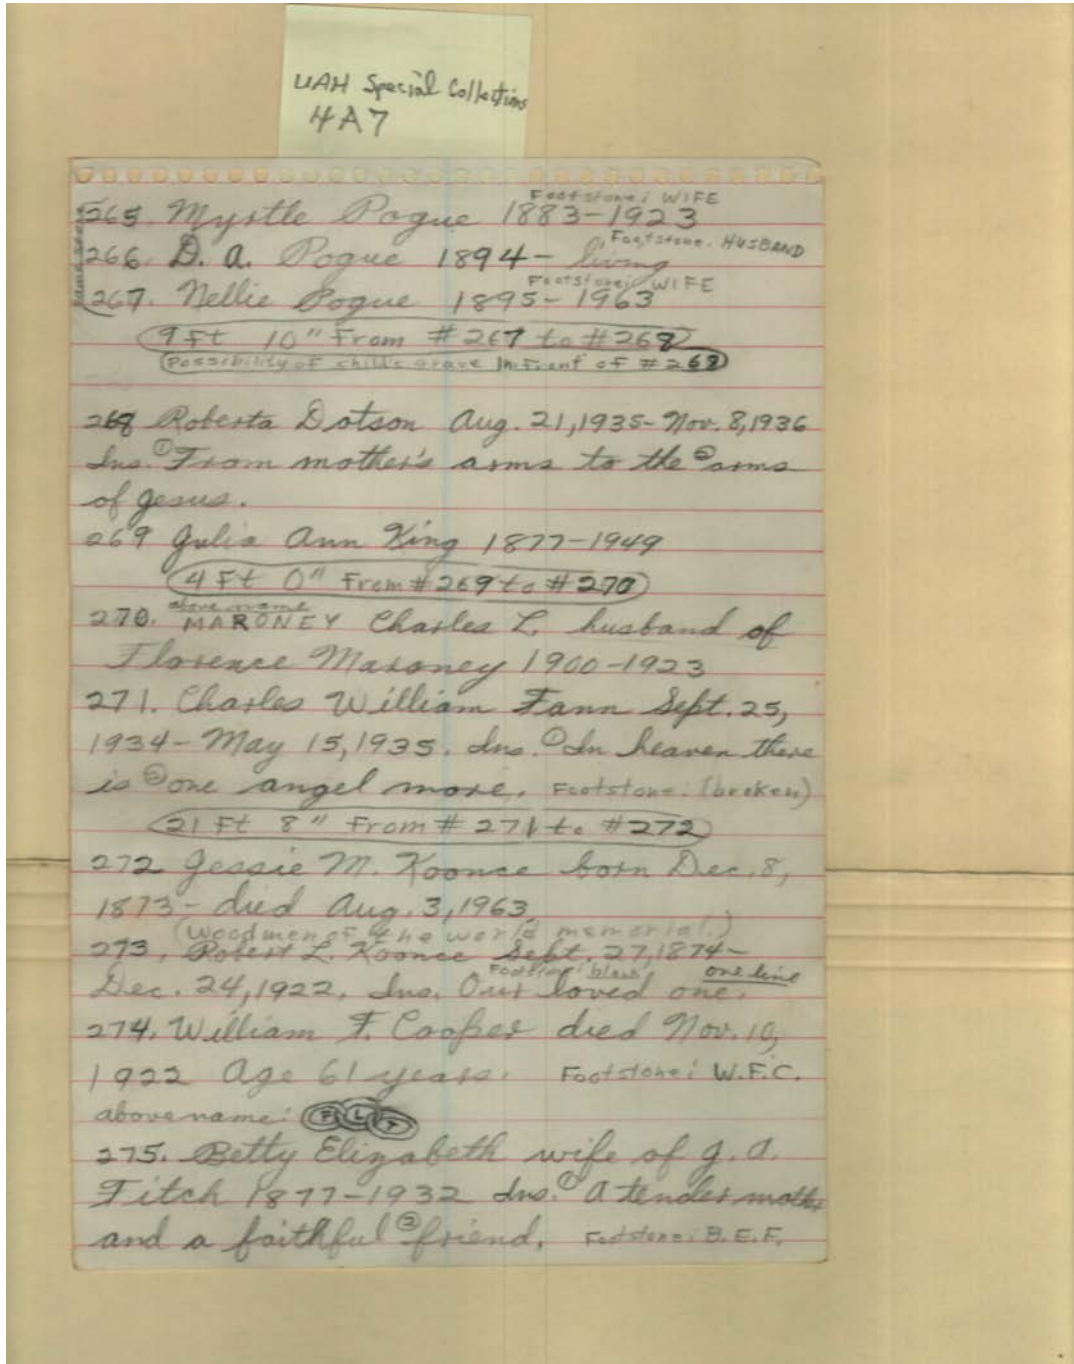 UAH Special Collections
4A7
Footstone: WIFE
265. Myrtle Pogue 1883-1923
, Footstone. HUSBAND
266. D. A. Pogue 1894- living
Footstone: WIFE
267. Nellie Pogue 1895-1963
same stone
9 Ft 10" From #267 to #268
Possibility of child's grave In Front of #268
268 Roberta Dotson Aug. 21, 1935- Nov. 8, 1936
Ins. ① From mother's arms to the ② arms
of Jesus.
269 Julia Ann King 1877-1949
4 Ft 0" From #269 to #270
above name
270. MARONEY Charles L. husband of
Florence Maroney 1900-1923
271. Charles William Fann Sept. 25,
1934- May 15, 1935. Ins. ① In heaven there
is ② one angel more. Footstone: (broken)
21 Ft 8" From # 271 to #272
272 Jessie M. Koonce born Dec. 8,
1873- died Aug. 3, 1963
(Woodmen of the world memorial.)
273, Robert L. Koonce Sept. 27, 1874-
Footstone: blank one line
Dec. 24, 1922, Ins. Our loved one.
274. William F. Cooper died Nov. 10,
1922 Age 61 years. Footstone: W.F.C.
above name: F L T
275. Betty Elizabeth wife of G. A.
Fitch 1877-1932 Ins. ① A tender mother
and a faithful ② friend. Footstone: B.E.F.